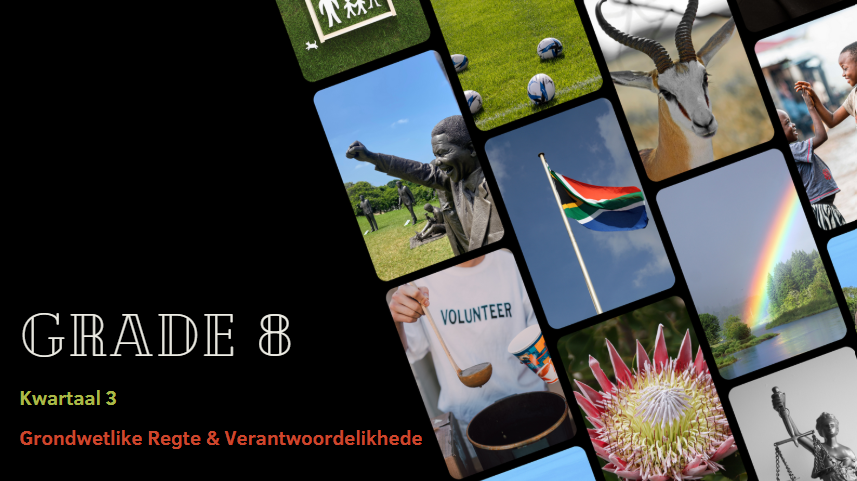 VOLUNTEER
GRADE 8
Kwartaal 3
Grondwetlike Regte & Verantwoordelikhede